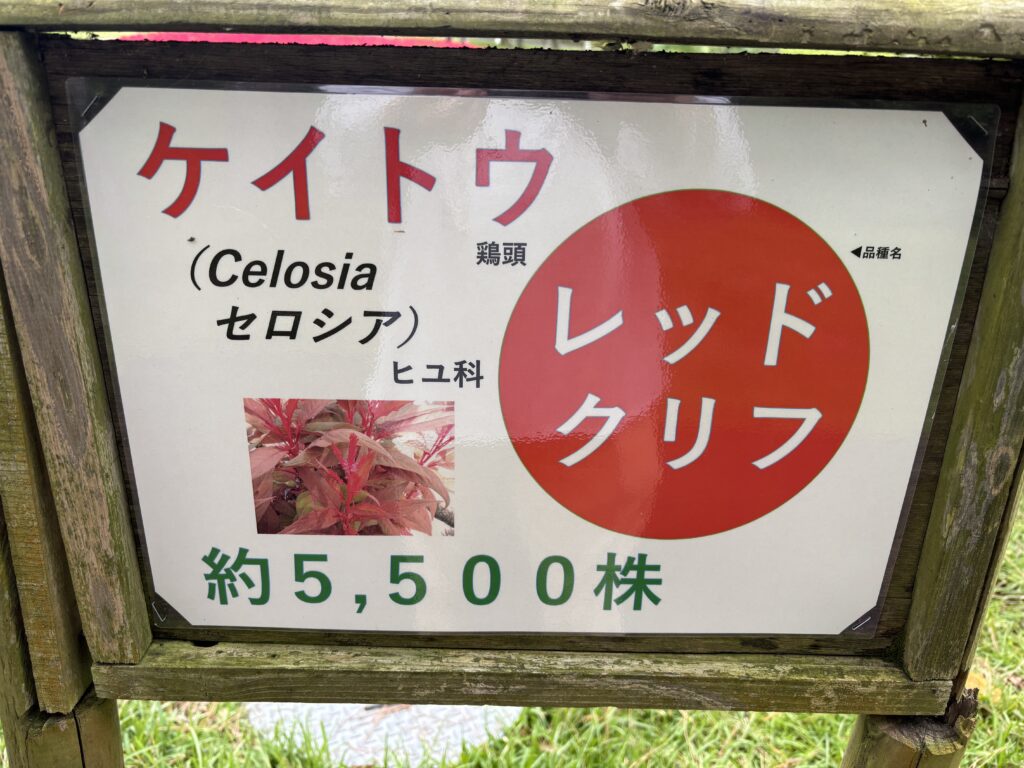 ケイトウ
鶏頭
（Celosia
セロシア）
ヒユ科
◀品種名
レッド
クリフ
約５,５００株